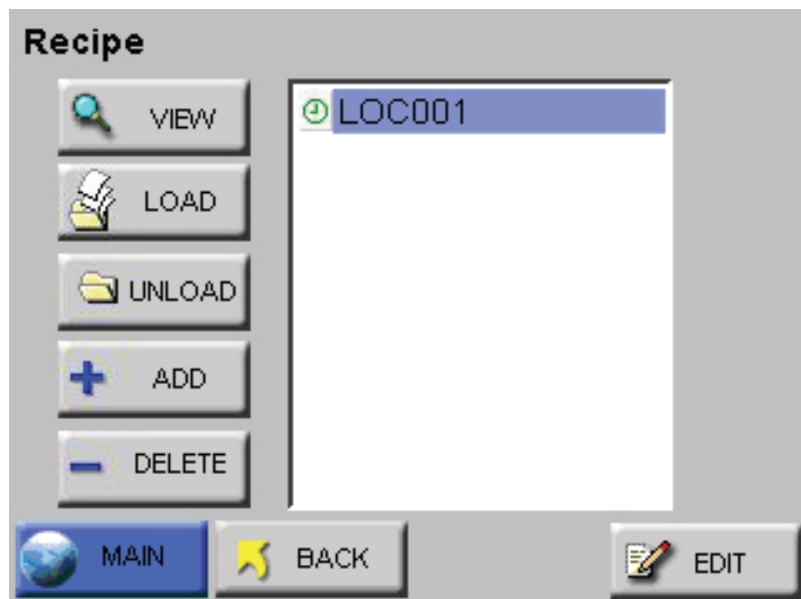 Recipe
VIEW
LOC001
LOAD
UNLOAD
ADD
DELETE
MAIN
BACK
EDIT